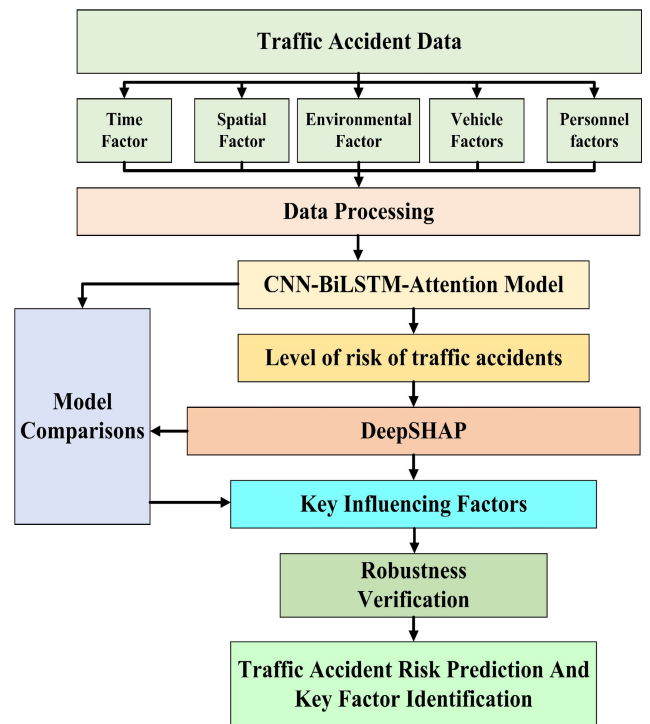 Traffic Accident Data
Time
Factor
Spatial
Factor
Environmental
Factor
Vehicle
Factors
Personnel
factors
Data Processing
CNN-BiLSTM-Attention Model
Level of risk of traffic accidents
Model
Comparisons
DeepSHAP
Key Influencing Factors
Robustness
Verification
Traffic Accident Risk Prediction And
Key Factor Identification